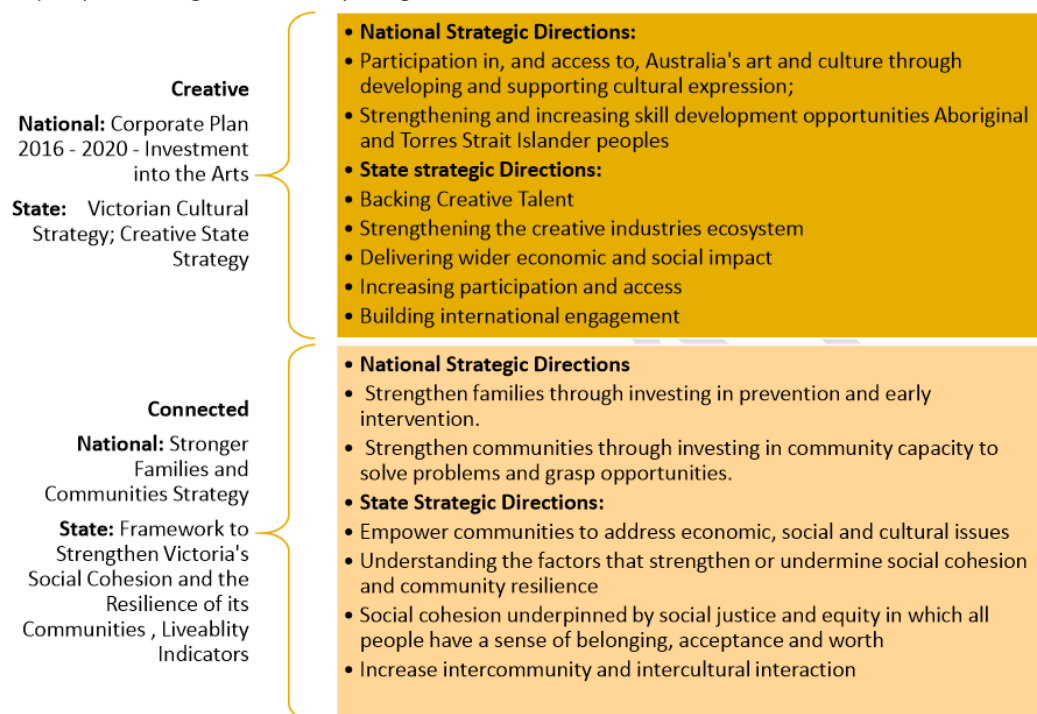 Creative
National: Corporate Plan
2016 - 2020 - Investment
into the Arts
State: Victorian Cultural
Strategy; Creative State
Strategy
• National Strategic Directions:
• Participation in, and access to, Australia's art and culture through
developing and supporting cultural expression;
• Strengthening and increasing skill development opportunities Aboriginal
and Torres Strait Islander peoples
• State strategic Directions:
• Backing Creative Talent
• Strengthening the creative industries ecosystem
• Delivering wider economic and social impact
• Increasing participation and access
• Building international engagement
Connected
National: Stronger
Families and
Communities Strategy
State: Framework to
Strengthen Victoria's
Social Cohesion and the
Resilience of its
Communities , Liveablity
Indicators
• National Strategic Directions
• Strengthen families through investing in prevention and early
intervention.
• Strengthen communities through investing in community capacity to
solve problems and grasp opportunities.
• State Strategic Directions:
• Empower communities to address economic, social and cultural issues
• Understanding the factors that strengthen or undermine social cohesion
and community resilience
• Social cohesion underpinned by social justice and equity in which all
people have a sense of belonging, acceptance and worth
• Increase intercommunity and intercultural interaction